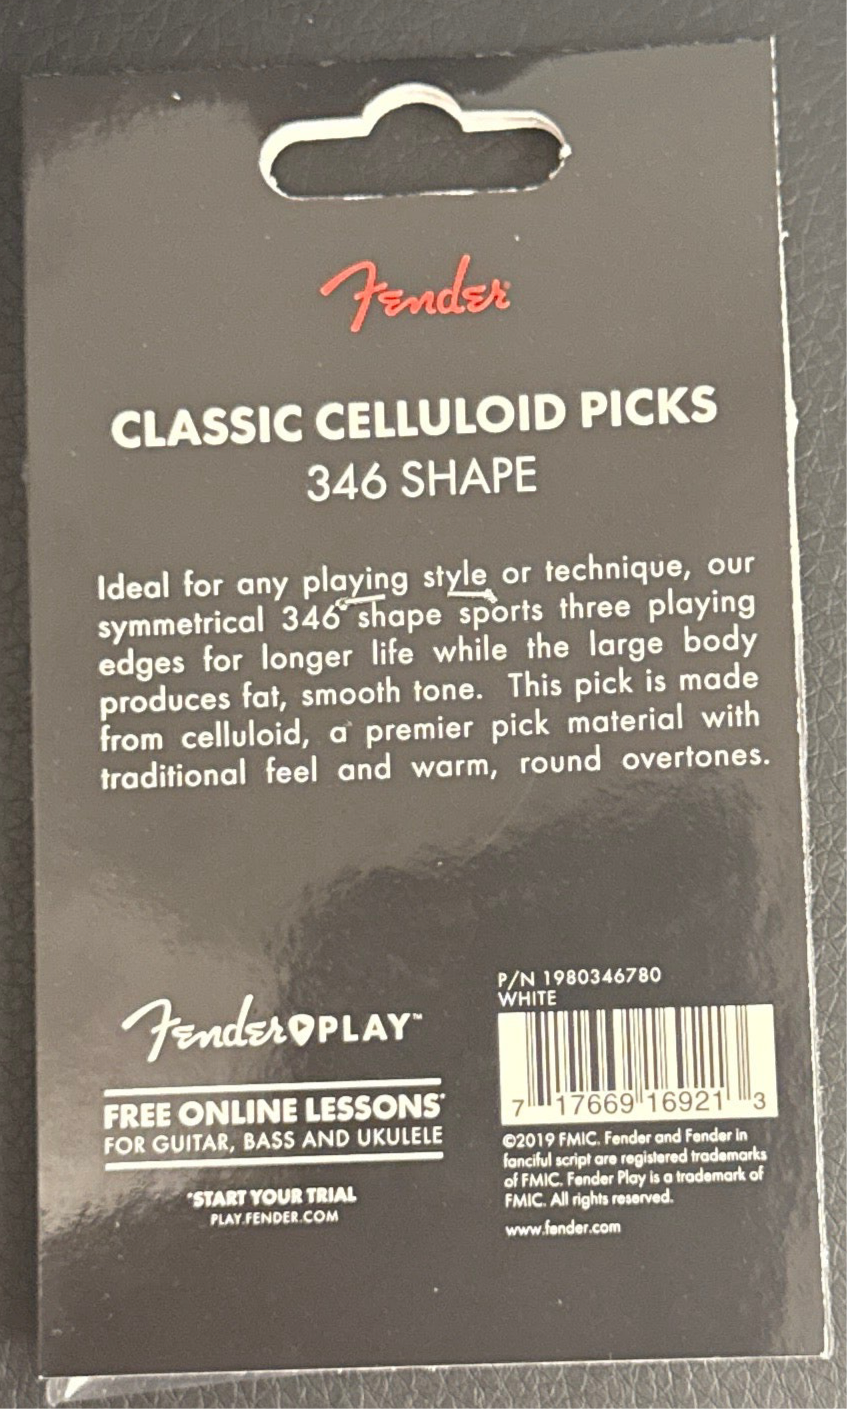 Fender
CLASSIC CELLULOID PICKS
346 SHAPE
Ideal for any playing style or technique, our
symmetrical 346 shape sports three playing
edges for longer life while the large body
produces fat, smooth tone. This pick is made
from celluloid, a premier pick material with
traditional feel and warm, round overtones.
Fender PLAY™
FREE ONLINE LESSONS*
FOR GUITAR, BASS AND UKULELE
*START YOUR TRIAL
PLAY.FENDER.COM
P/N 1980346780
WHITE
7 17669 16921 3
©2019 FMIC. Fender and Fender in
fanciful script are registered trademarks
of FMIC. Fender Play is a trademark of
FMIC. All rights reserved.
www.fender.com